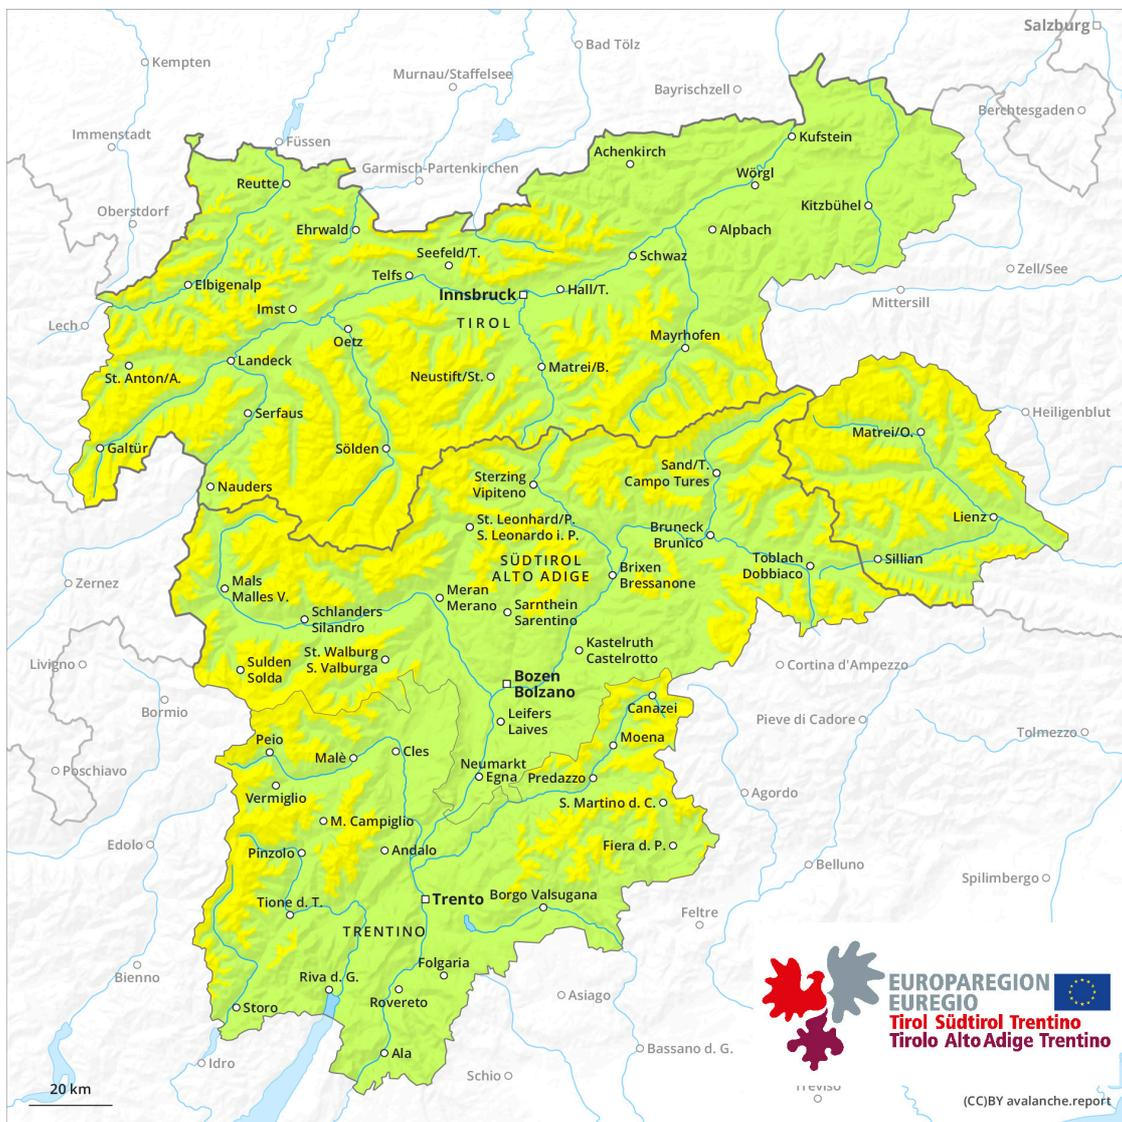 Salzburg
Bad Tölz
Kempten
Murnau/Staffelsee
Bayrischzell
Berchtesgaden
Immenstadt
Füssen
Kufstein
Achenkirch
Garmisch-Partenkirchen
Wörgl
Reutte
Kitzbühel
Oberstdorf
Ehrwald
Alpbach
Seefeld/T.
Schwaz
Zell/See
Telfs
Elbigenalp
Hall/T.
Innsbruck
Mittersill
Imst
TIROL
Lech
Mayrhofen
Oetz
Landeck
Matrei/B.
St. Anton/A.
Neustift/St.
Serfaus
Heiligenblut
Matrei/O.
Galtür
Sölden
Sand/T.
Campo Tures
Sterzing
Vipiteno
Nauders
Lienz
St. Leonhard/P.
S. Leonardo i. P.
Bruneck
Brunico
SÜDTIROL
ALTO ADIGE
Toblach
Dobbiaco
Sillian
Brixen
Bressanone
Zernez
Mals
Malles V.
Meran
Merano
Sarnthein
Sarentino
Schlanders
Silandro
Kastelruth
Castelrotto
St. Walburg
S. Valburga
Livigno
Sulden
Solda
Cortina d'Ampezzo
Bozen
Bolzano
Canazei
Bormio
Leifers
Laives
Pieve di Cadore
Tolmezzo
Moena
Peio
Cles
Malè
Neumarkt
Egna
Predazzo
Poschiavo
Vermiglio
Agordo
S. Martino d. C.
M. Campiglio
Edolo
Fiera d. P.
Pinzolo
Andalo
Belluno
Spilimbergo
Borgo Valsugana
Trento
Tione d. T.
Feltre
TRENTINO
Folgaria
Bienno
Riva d. G.
EUROPAREGION
EUREGIO
Asiago
Rovereto
Storo
Tirol Südtirol Trentino
Tirolo Alto Adige Trentino
Bassano d. G.
Ala
Idro
Schio
Treviso
20 km
(CC)BY avalanche.report